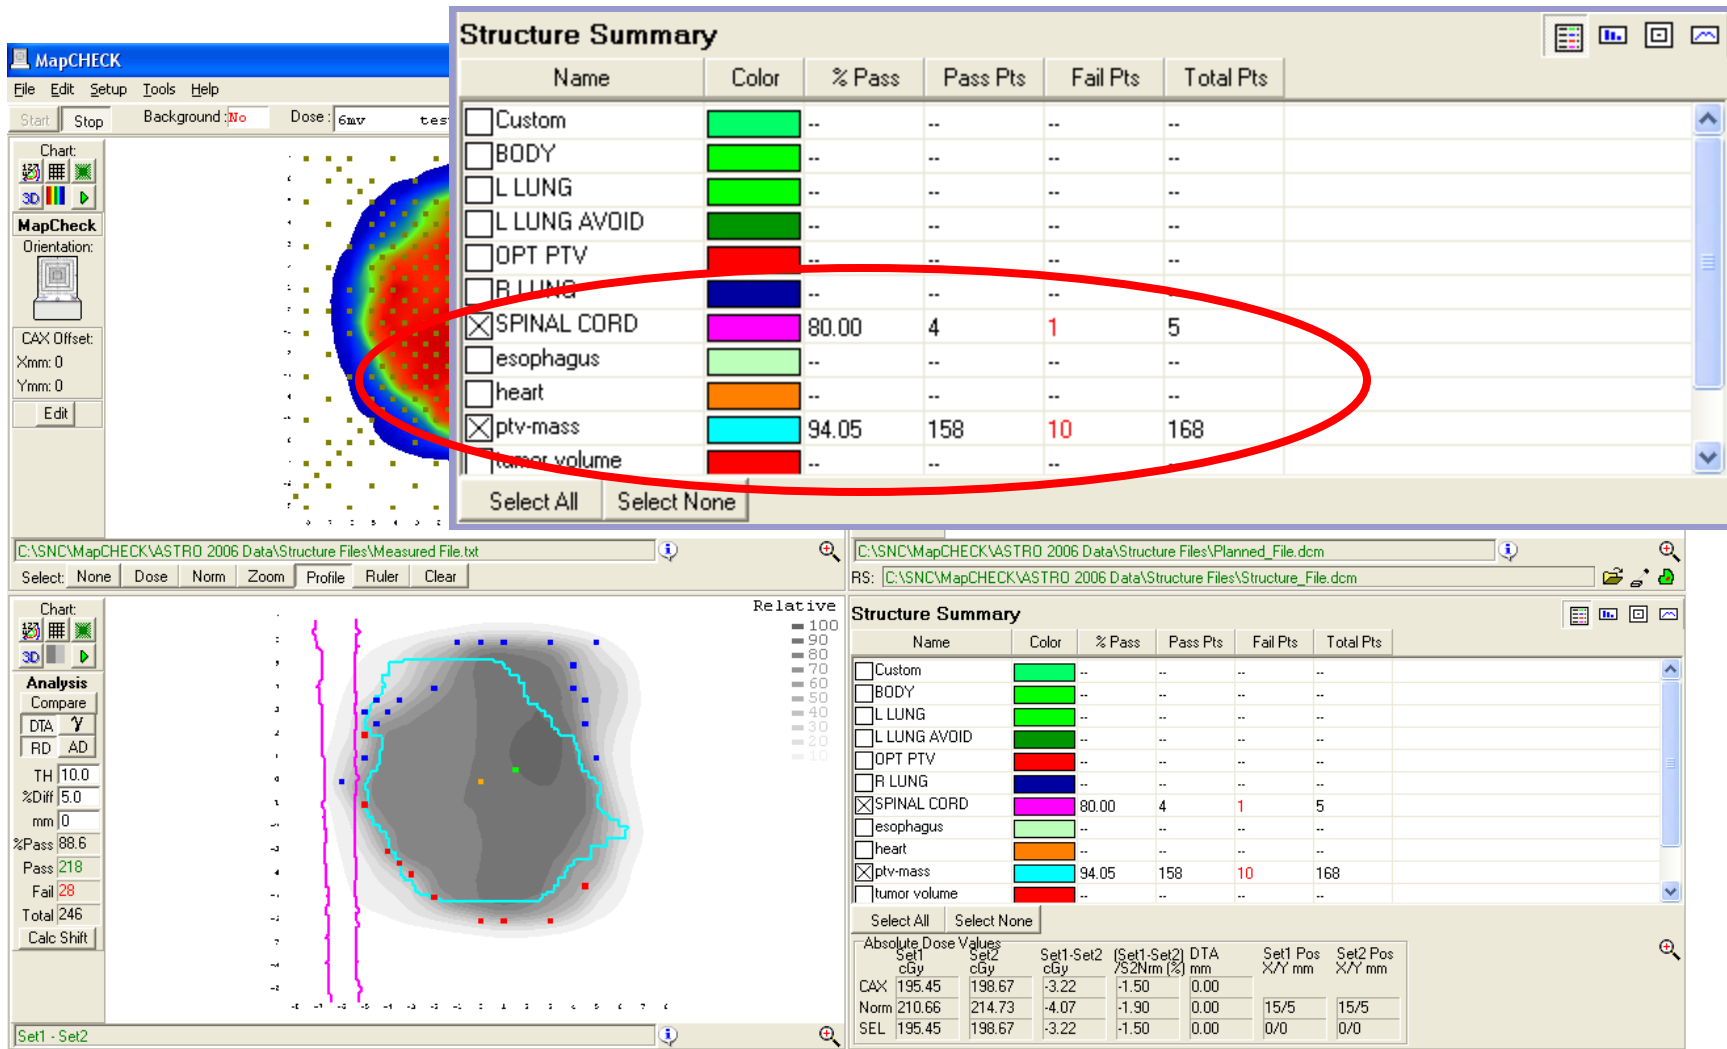 MapCHECK
File Edit Setup Tools Help
Start Stop Background : No Dose : 6mv tes
Chart:
3D
MapCheck
Orientation:
CAX Offset:
Xmm: 0
Ymm: 0
Edit
Structure Summary
Name Color % Pass Pass Pts Fail Pts Total Pts
Custom -- -- -- --
BODY -- -- -- --
L LUNG -- -- -- --
L LUNG AVOID -- -- -- --
OPT PTV -- -- -- --
R LUNG -- -- -- --
SPINAL CORD 80.00 4 1 5
esophagus -- -- -- --
heart -- -- -- --
ptv-mass 94.05 158 10 168
tumor volume -- -- -- --
Select All Select None
C:\SNC\MapCHECK\ASTRO 2006 Data\Structure Files\Measured File.txt
C:\SNC\MapCHECK\ASTRO 2006 Data\Structure Files\Planned_File.dcm
Select: None Dose Norm Zoom Profile Ruler Clear
RS: C:\SNC\MapCHECK\ASTRO 2006 Data\Structure Files\Structure_File.dcm
Chart:
3D
Analysis
Compare
DTA γ
RD AD
TH 10.0
%Diff 5.0
mm 0
%Pass 88.6
Pass 218
Fail 28
Total 246
Calc Shift
Relative
100
90
80
70
60
50
40
30
20
10
Set1 - Set2
Structure Summary
Name Color % Pass Pass Pts Fail Pts Total Pts
Custom -- -- -- --
BODY -- -- -- --
L LUNG -- -- -- --
L LUNG AVOID -- -- -- --
OPT PTV -- -- -- --
R LUNG -- -- -- --
SPINAL CORD 80.00 4 1 5
esophagus -- -- -- --
heart -- -- -- --
ptv-mass 94.05 158 10 168
tumor volume -- -- -- --
Select All Select None
Absolute Dose Values
Set1 Set2 Set1-Set2 (Set1-Set2) DTA Set1 Pos Set2 Pos
cGy cGy cGy /S2Nrm (%) mm X/Y mm X/Y mm
CAX 195.45 198.67 -3.22 -1.50 0.00
Norm 210.66 214.73 -4.07 -1.90 0.00 15/5 15/5
SEL 195.45 198.67 -3.22 -1.50 0.00 0/0 0/0